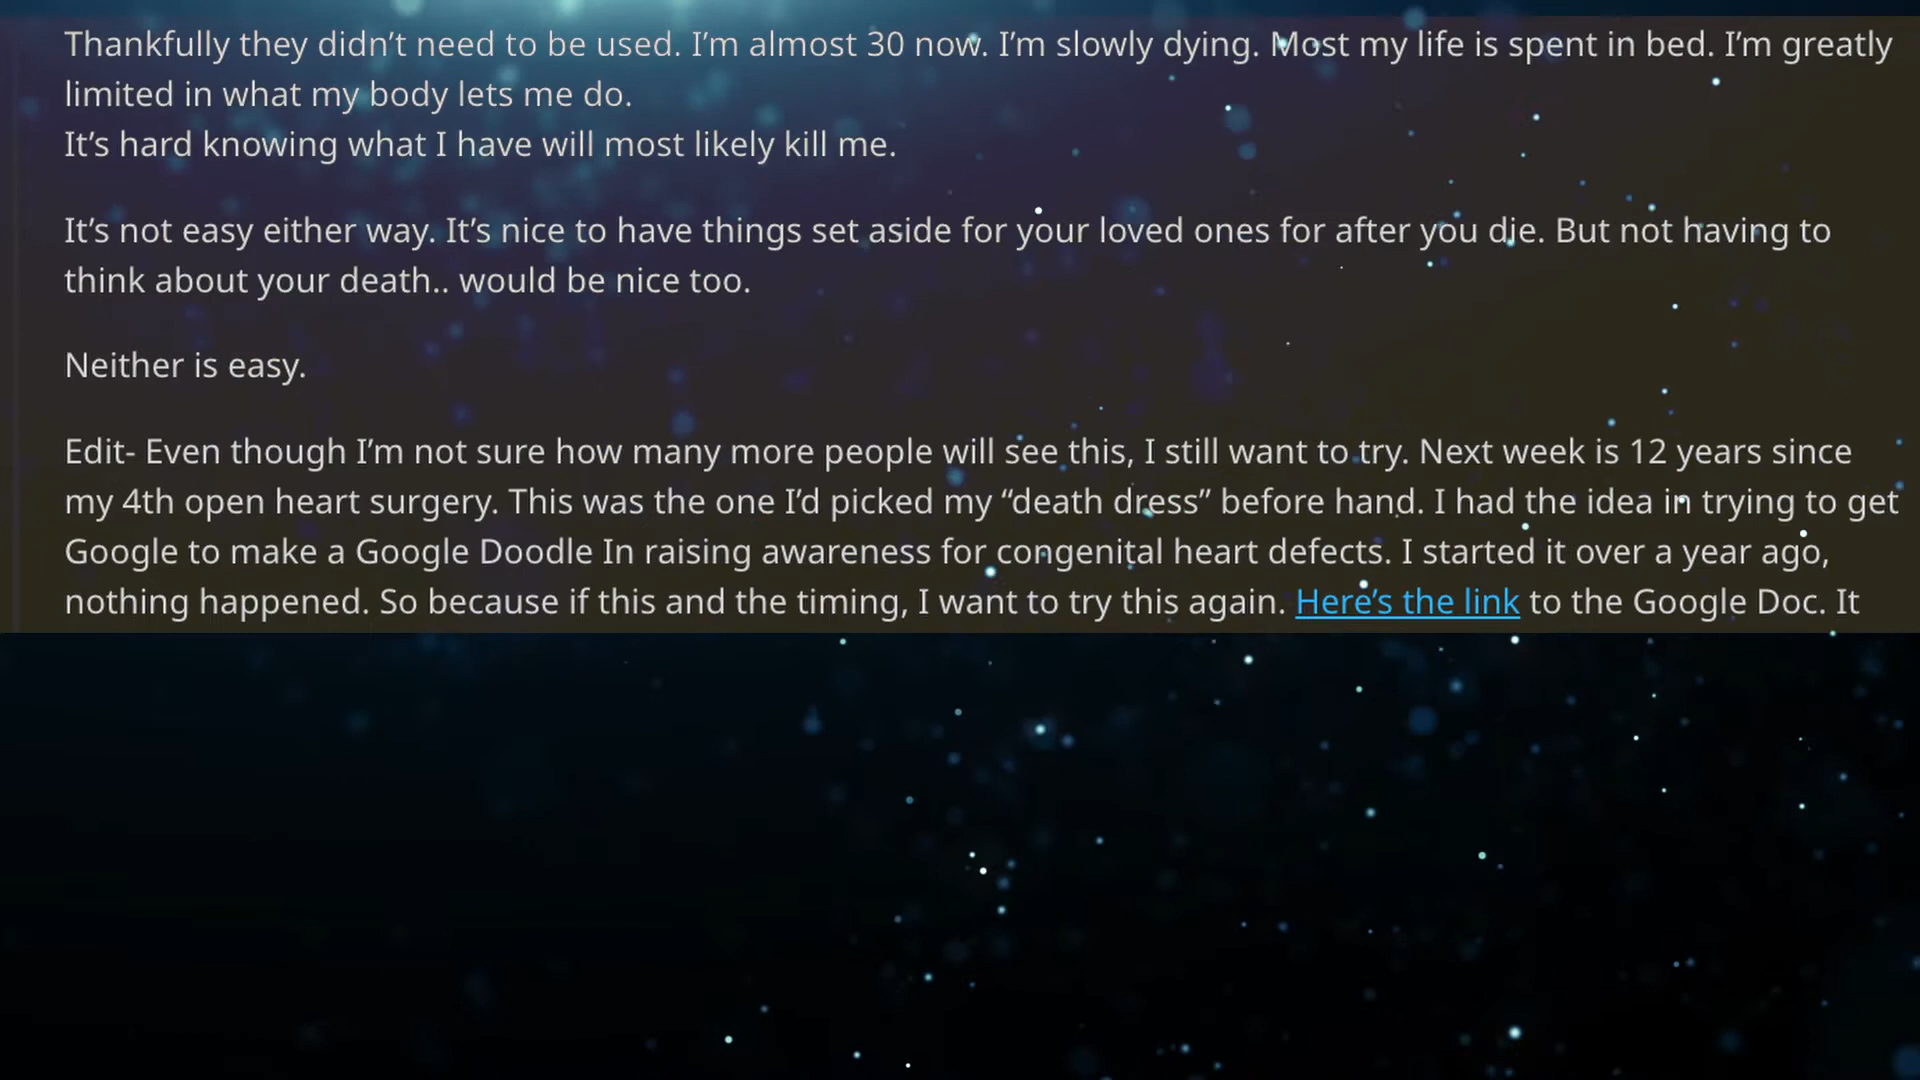 Thankfully they didn’t need to be used. I’m almost 30 now. I’m slowly dying. Most my life is spent in bed. I’m greatly
limited in what my body lets me do.
It’s hard knowing what I have will most likely kill me.
It’s not easy either way. It’s nice to have things set aside for your loved ones for after you die. But not having to
think about your death.. would be nice too.
Neither is easy.
Edit- Even though I’m not sure how many more people will see this, I still want to try. Next week is 12 years since
my 4th open heart surgery. This was the one I’d picked my “death dress” before hand. I had the idea in trying to get
Google to make a Google Doodle In raising awareness for congenital heart defects. I started it over a year ago,
nothing happened. So because if this and the timing, I want to try this again. Here’s the link to the Google Doc. It